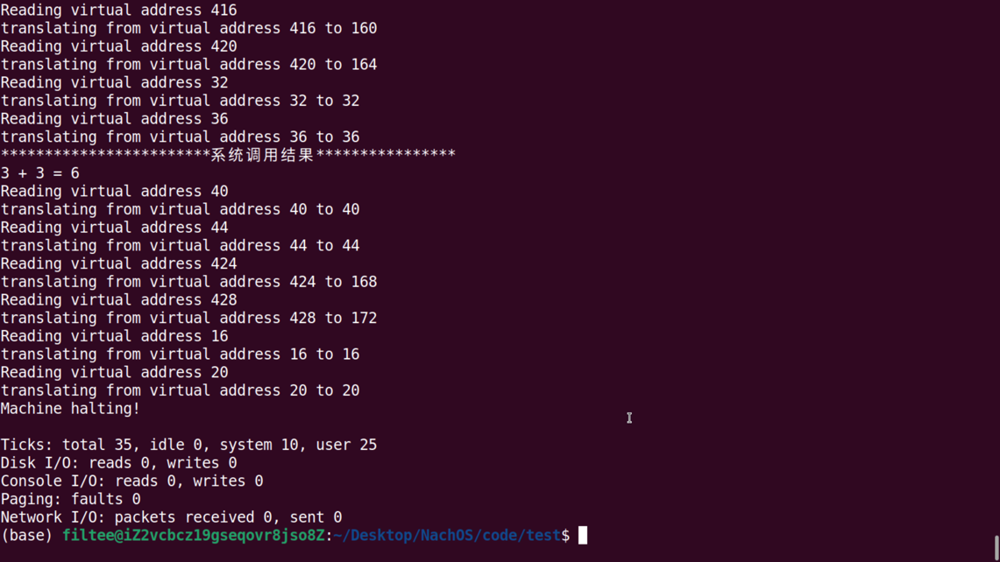 Reading virtual address 416
translating from virtual address 416 to 160
Reading virtual address 420
translating from virtual address 420 to 164
Reading virtual address 32
translating from virtual address 32 to 32
Reading virtual address 36
translating from virtual address 36 to 36
************************系统调用结果****************
3 + 3 = 6
Reading virtual address 40
translating from virtual address 40 to 40
Reading virtual address 44
translating from virtual address 44 to 44
Reading virtual address 424
translating from virtual address 424 to 168
Reading virtual address 428
translating from virtual address 428 to 172
Reading virtual address 16
translating from virtual address 16 to 16
Reading virtual address 20
translating from virtual address 20 to 20
Machine halting!
Ticks: total 35, idle 0, system 10, user 25
Disk I/O: reads 0, writes 0
Console I/O: reads 0, writes 0
Paging: faults 0
Network I/O: packets received 0, sent 0
(base) filtee@iZ2vcbcz19gseqovr8jso8Z:~/Desktop/NachOS/code/test$